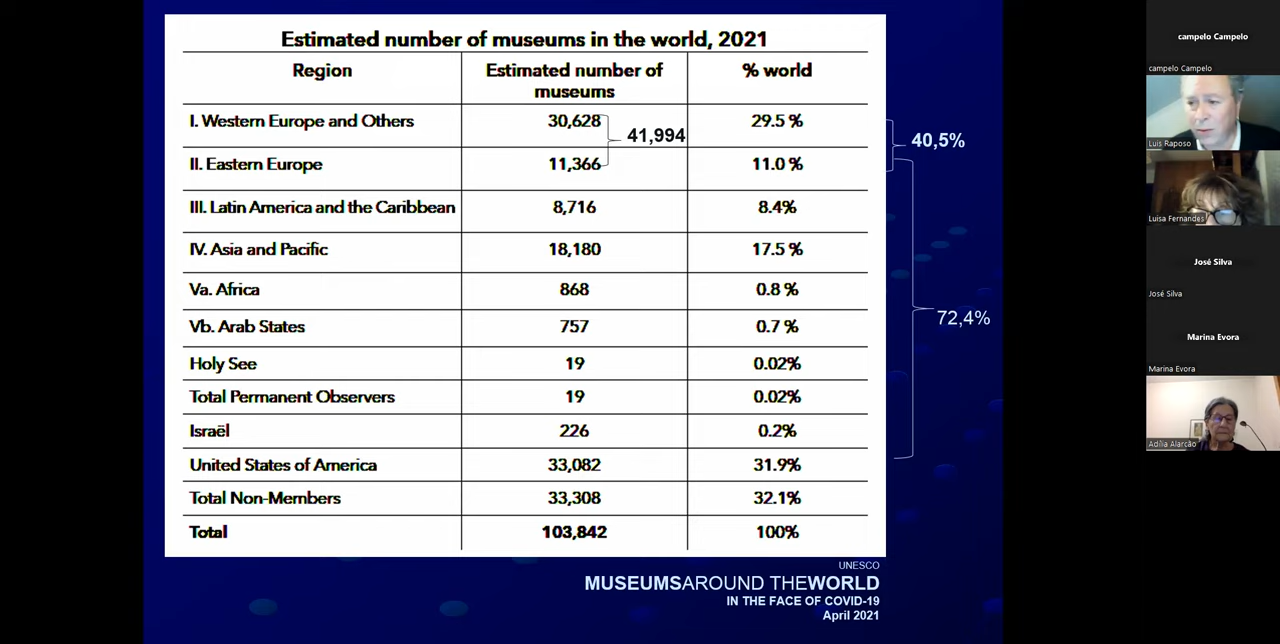 Estimated number of museums in the world, 2021
Region Estimated number of museums % world
I. Western Europe and Others 30,628 29.5 %
41,994
40,5%
II. Eastern Europe 11,366 11.0 %
III. Latin America and the Caribbean 8,716 8.4%
IV. Asia and Pacific 18,180 17.5 %
Va. Africa 868 0.8 %
72,4%
Vb. Arab States 757 0.7 %
Holy See 19 0.02%
Total Permanent Observers 19 0.02%
Israël 226 0.2%
United States of America 33,082 31.9%
Total Non-Members 33,308 32.1%
Total 103,842 100%
UNESCO
MUSEUMSAROUND THEWORLD
IN THE FACE OF COVID-19
April 2021
campelo Campelo
campelo Campelo
Luis Raposo
Luisa Fernandes
José Silva
José Silva
Marina Evora
Marina Evora
Adília Alarcão